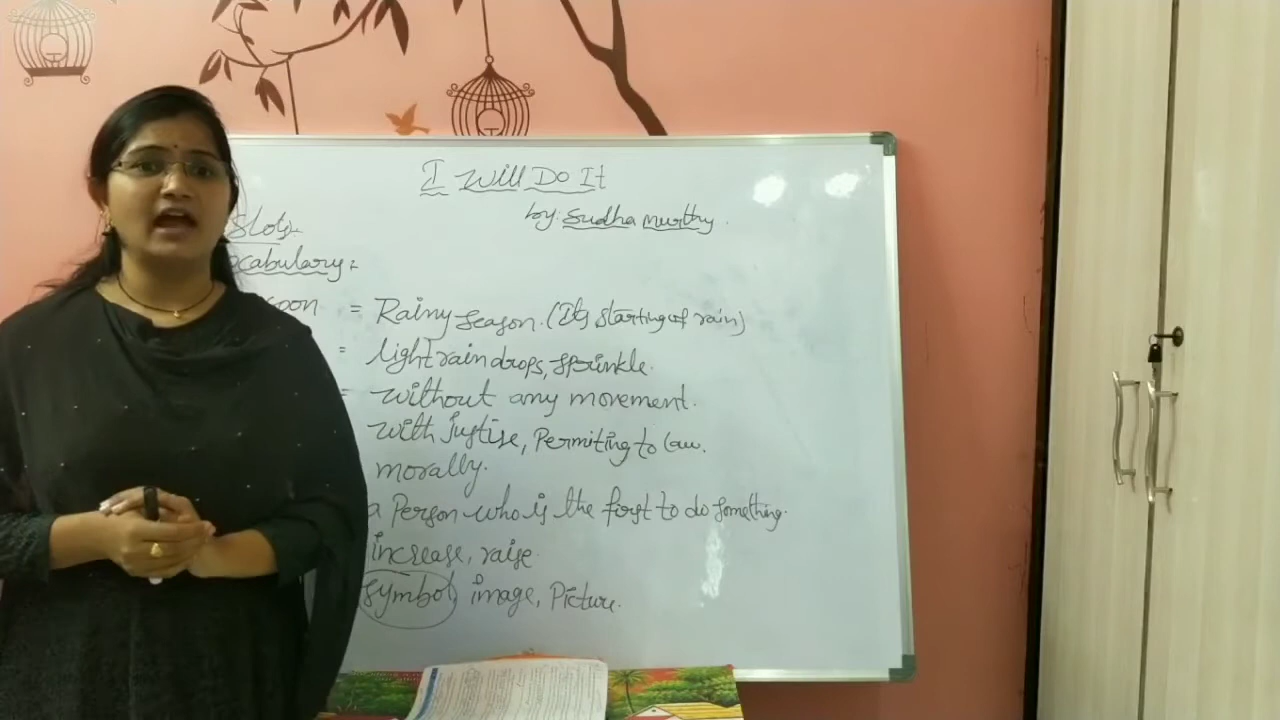 I Will Do It
by: Sudha Murthy.
ocabulary:
soon = Rainy Season. (Its starting of rain)
= light rain drops, sprinkle.
= without any movement.
with justise, Permiting to law.
morally.
a Person who is the first to do something.
increase, raise.
symbol, image, Picture.